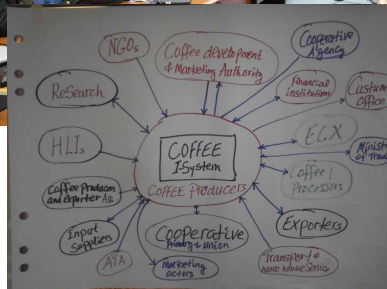 NGOs
Coffee development
& Marketing Authority
Cooperative
Agency
Research
Financial
institution
Custom
office
HLIs
COFFEE
I-System
COFFEE Producers
ECX
Ministry
of Trade
Coffee
Processors
Coffee Producers
and Exporter As
Input
suppliers
Cooperative
Primary & union
Exporters
ATA
Marketing
actors
Transport &
ware house Service